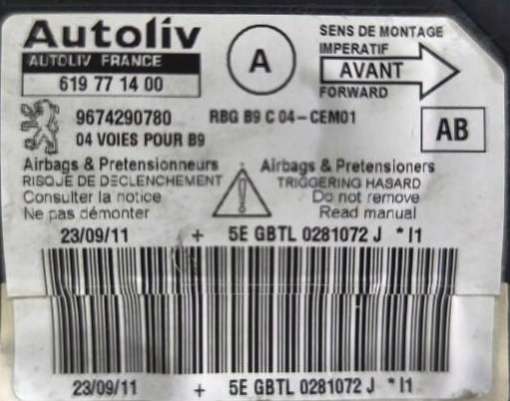 Autoliv
AUTOLIV FRANCE
619 77 14 00
A
SENS DE MONTAGE
IMPERATIF
AVANT
FORWARD
9674290780
RBG B9 C 04-CEM01
04 VOIES POUR B9
AB
Airbags & Pretensionneurs
RISQUE DE DECLENCHEMENT
Consulter la notice
Ne pas démonter
Airbags & Pretensioners
TRIGGERING HASARD
Do not remove
Read manual
23/09/11 + 5E GBTL 0281072 J *I1
23/09/11 + 5E GBTL 0281072 J *I1